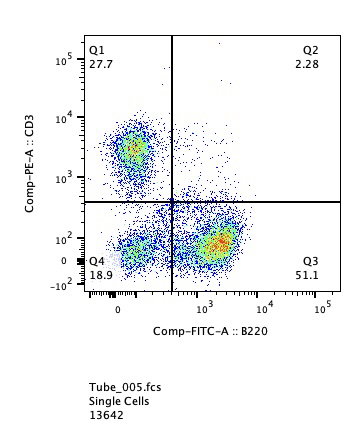 Q1
27.7
Q2
2.28
Q4
18.9
Q3
51.1
10^5
10^4
10^3
10^2
0
-10^2
0
10^3
10^4
10^5
Comp-PE-A :: CD3
Comp-FITC-A :: B220
Tube_005.fcs
Single Cells
13642